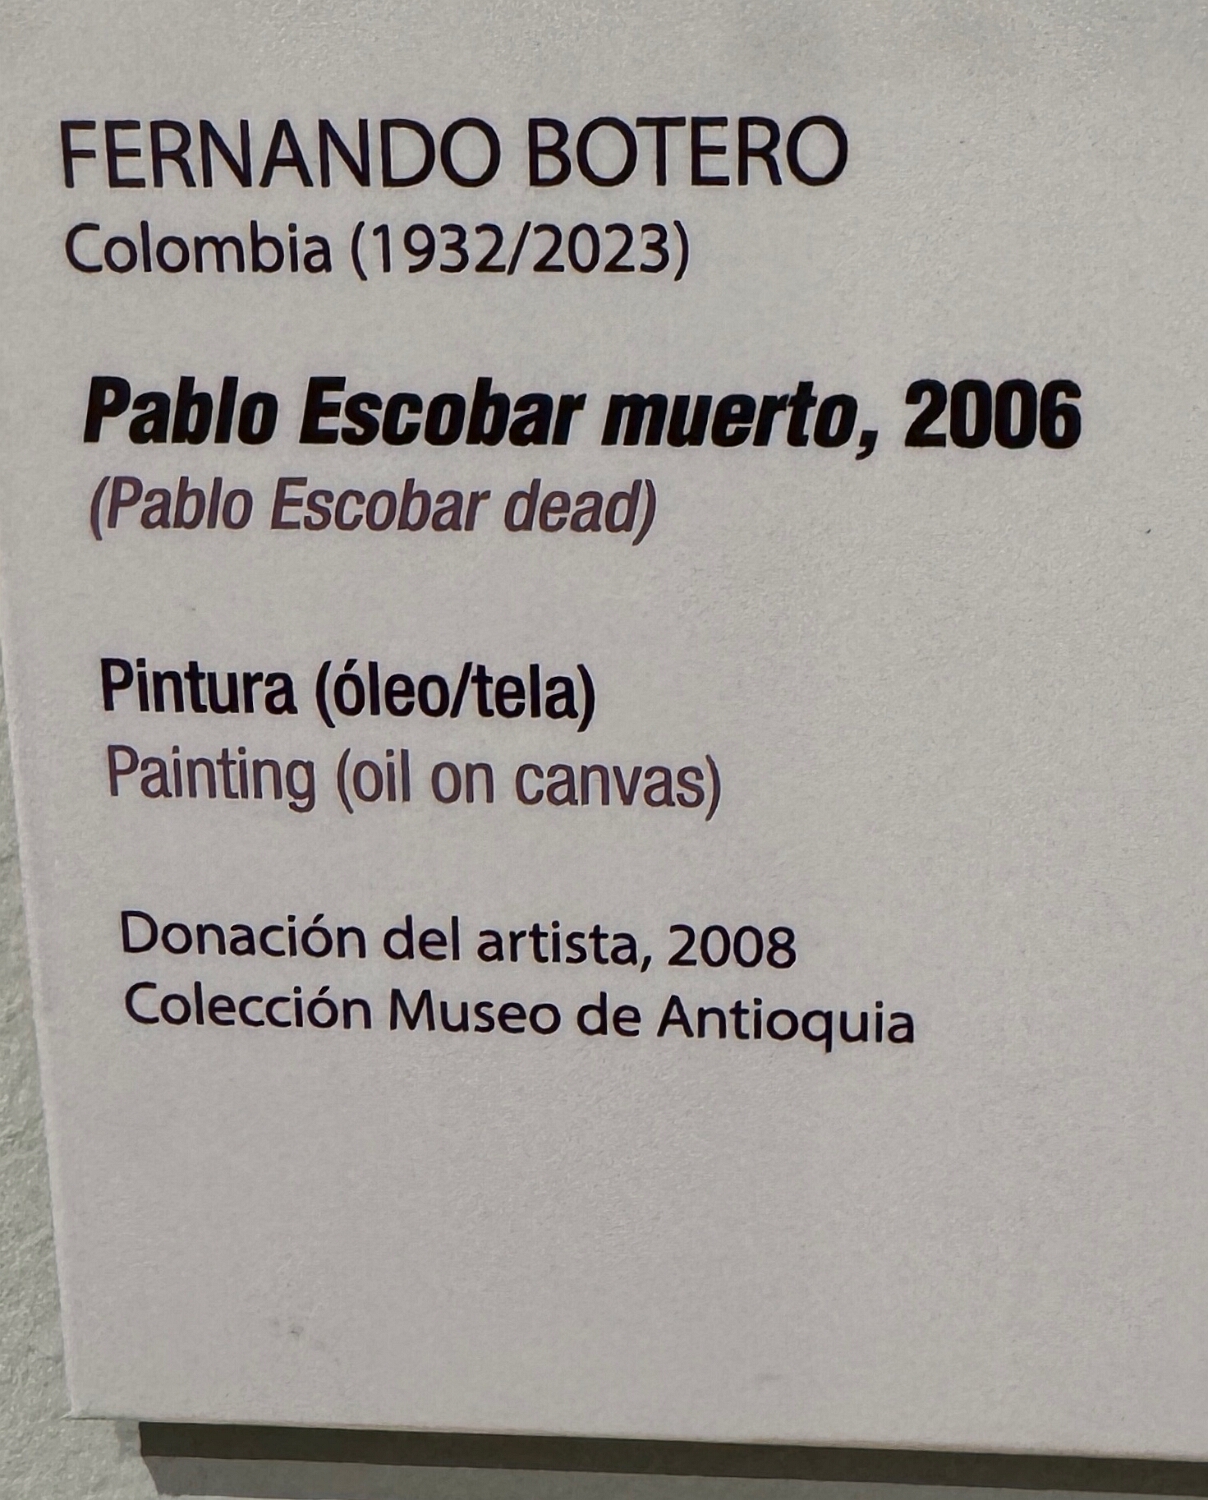 FERNANDO BOTERO
Colombia (1932/2023)
Pablo Escobar muerto, 2006
(Pablo Escobar dead)
Pintura (óleo/tela)
Painting (oil on canvas)
Donación del artista, 2008
Colección Museo de Antioquia